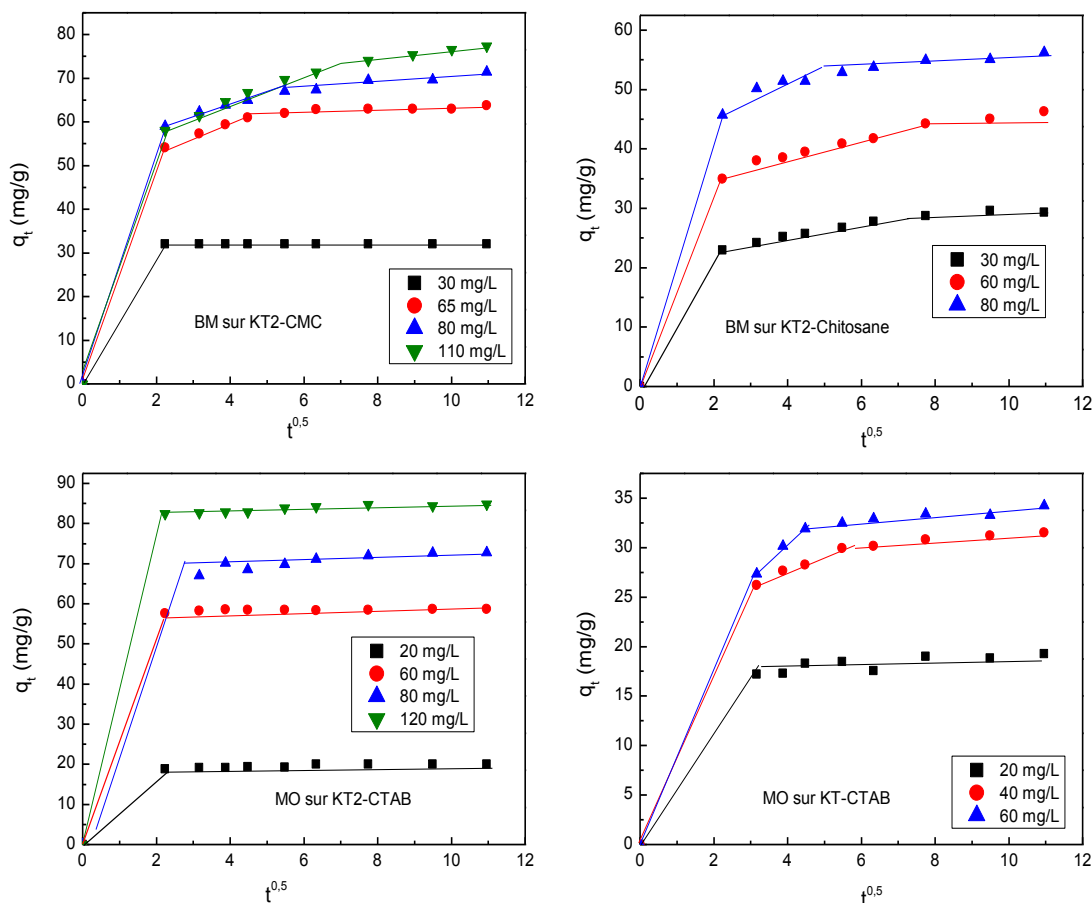 80
70
60
50
40
30
20
10
0
q_t (mg/g)
30 mg/L
65 mg/L
80 mg/L
110 mg/L
BM sur KT2-CMC
0 2 4 6 8 10 12
t^0,5
60
50
40
30
20
10
0
q_t (mg/g)
30 mg/L
60 mg/L
80 mg/L
BM sur KT2-Chitosane
0 2 4 6 8 10 12
t^0,5
90
80
70
60
50
40
30
20
10
0
q_t (mg/g)
20 mg/L
60 mg/L
80 mg/L
120 mg/L
MO sur KT2-CTAB
0 2 4 6 8 10 12
t^0,5
35
30
25
20
15
10
5
0
q_t (mg/g)
20 mg/L
40 mg/L
60 mg/L
MO sur KT-CTAB
0 2 4 6 8 10 12
t^0,5